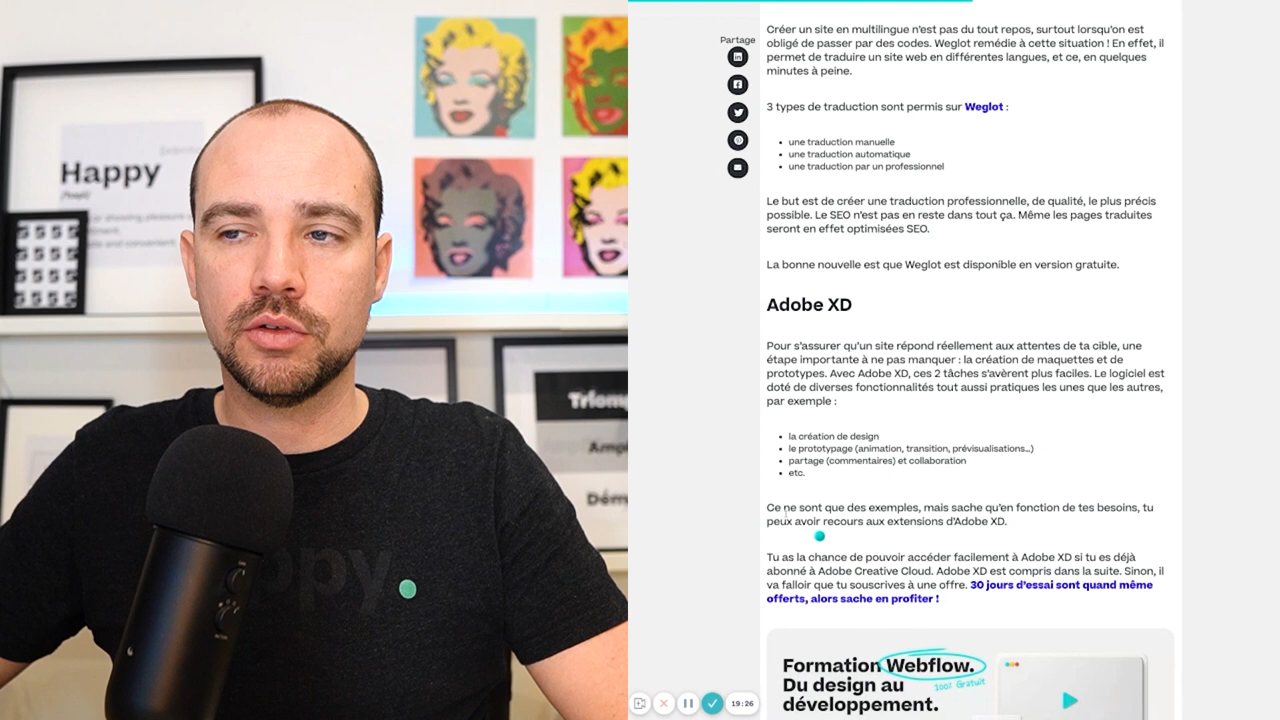 Happy
Triomp
Ampl
Dém
ppy
Partage
Créer un site en multilingue n'est pas du tout repos, surtout lorsqu'on est
obligé de passer par des codes. Weglot remédie à cette situation ! En effet, il
permet de traduire un site web en différentes langues, et ce, en quelques
minutes à peine.
3 types de traduction sont permis sur Weglot :
• une traduction manuelle
• une traduction automatique
• une traduction par un professionnel
Le but est de créer une traduction professionnelle, de qualité, le plus précis
possible. Le SEO n'est pas en reste dans tout ça. Même les pages traduites
seront en effet optimisées SEO.
La bonne nouvelle est que Weglot est disponible en version gratuite.
Adobe XD
Pour s'assurer qu'un site répond réellement aux attentes de ta cible, une
étape importante à ne pas manquer : la création de maquettes et de
prototypes. Avec Adobe XD, ces 2 tâches s'avèrent plus faciles. Le logiciel est
doté de diverses fonctionnalités tout aussi pratiques les unes que les autres,
par exemple :
• la création de design
• le prototypage (animation, transition, prévisualisations...)
• partage (commentaires) et collaboration
• etc.
Ce ne sont que des exemples, mais sache qu'en fonction de tes besoins, tu
peux avoir recours aux extensions d'Adobe XD.
Tu as la chance de pouvoir accéder facilement à Adobe XD si tu es déjà
abonné à Adobe Creative Cloud. Adobe XD est compris dans la suite. Sinon, il
va falloir que tu souscrives à une offre. 30 jours d'essai sont quand même
offerts, alors sache en profiter !
Formation Webflow.
100% Gratuit
Du design au
développement.
19:26